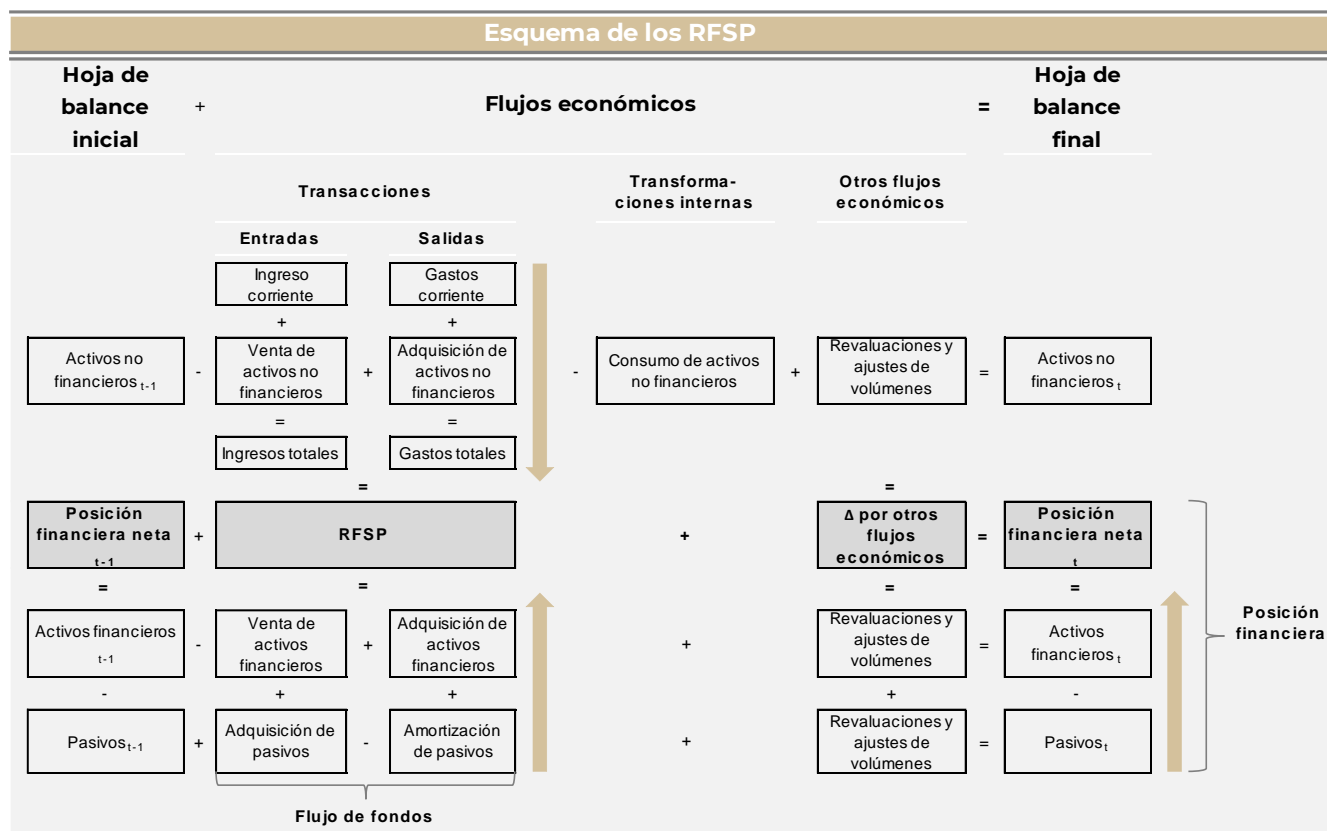 Esquema de los RFSP
Hoja de
balance
inicial
+
Flujos económicos
=
Hoja de
balance
final
Transacciones
Transforma-
ciones internas
Otros flujos
económicos
Entradas
Salidas
Ingreso
corriente
Gastos
corriente
+
+
Activos no
financieros t-1
-
Venta de
activos no
financieros
+
Adquisición de
activos no
financieros
-
Consumo de activos
no financieros
+
Revaluaciones y
ajustes de
volúmenes
=
Activos no
financieros t
=
=
Ingresos totales
Gastos totales
=
=
Posición
financiera neta
t-1
+
RFSP
+
Δ por otros
flujos
económicos
=
Posición
financiera neta
t
=
=
=
=
Activos financieros
t-1
-
Venta de
activos
financieros
+
Adquisición de
activos
financieros
+
Revaluaciones y
ajustes de
volúmenes
=
Activos
financieros t
Posición
financiera
-
+
+
+
-
Pasivos t-1
+
Adquisición de
pasivos
-
Amortización
de pasivos
+
Revaluaciones y
ajustes de
volúmenes
=
Pasivos t
Flujo de fondos